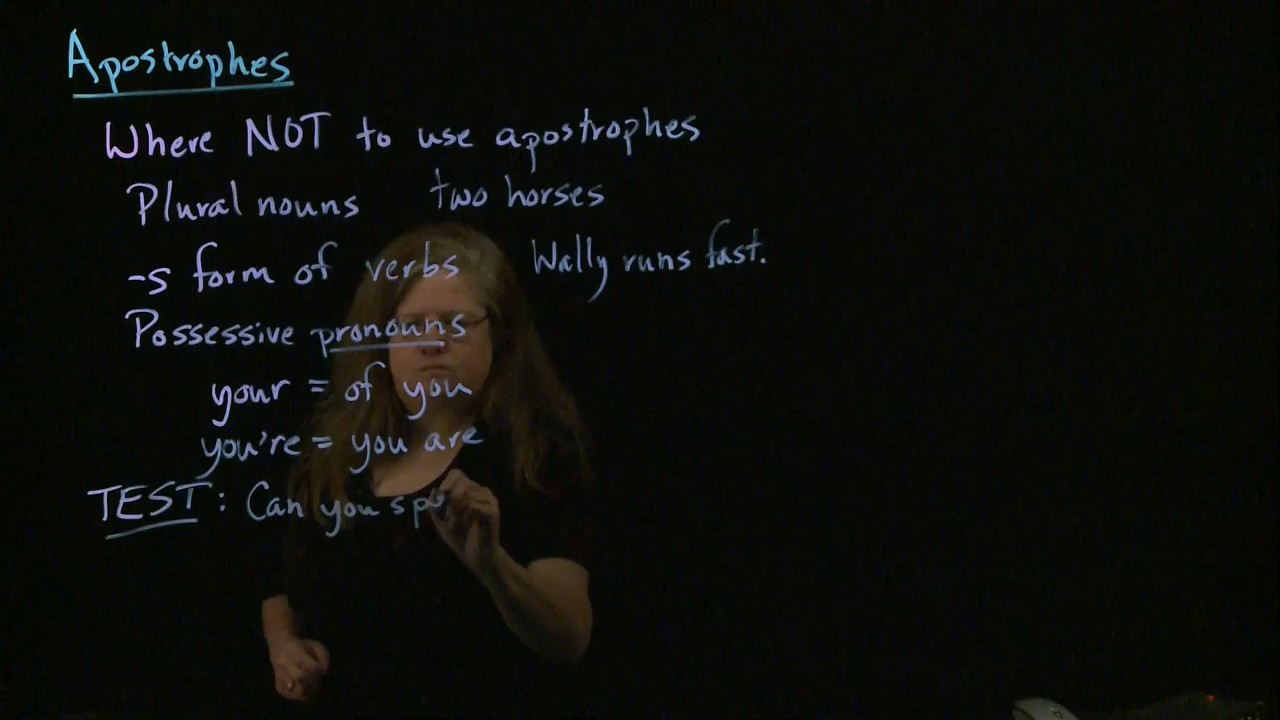 Apostrophes
Where NOT to use apostrophes
Plural nouns two horses
-s form of verbs Wally runs fast.
Possessive pronouns
your = of you
you're = you are
TEST: Can you sp